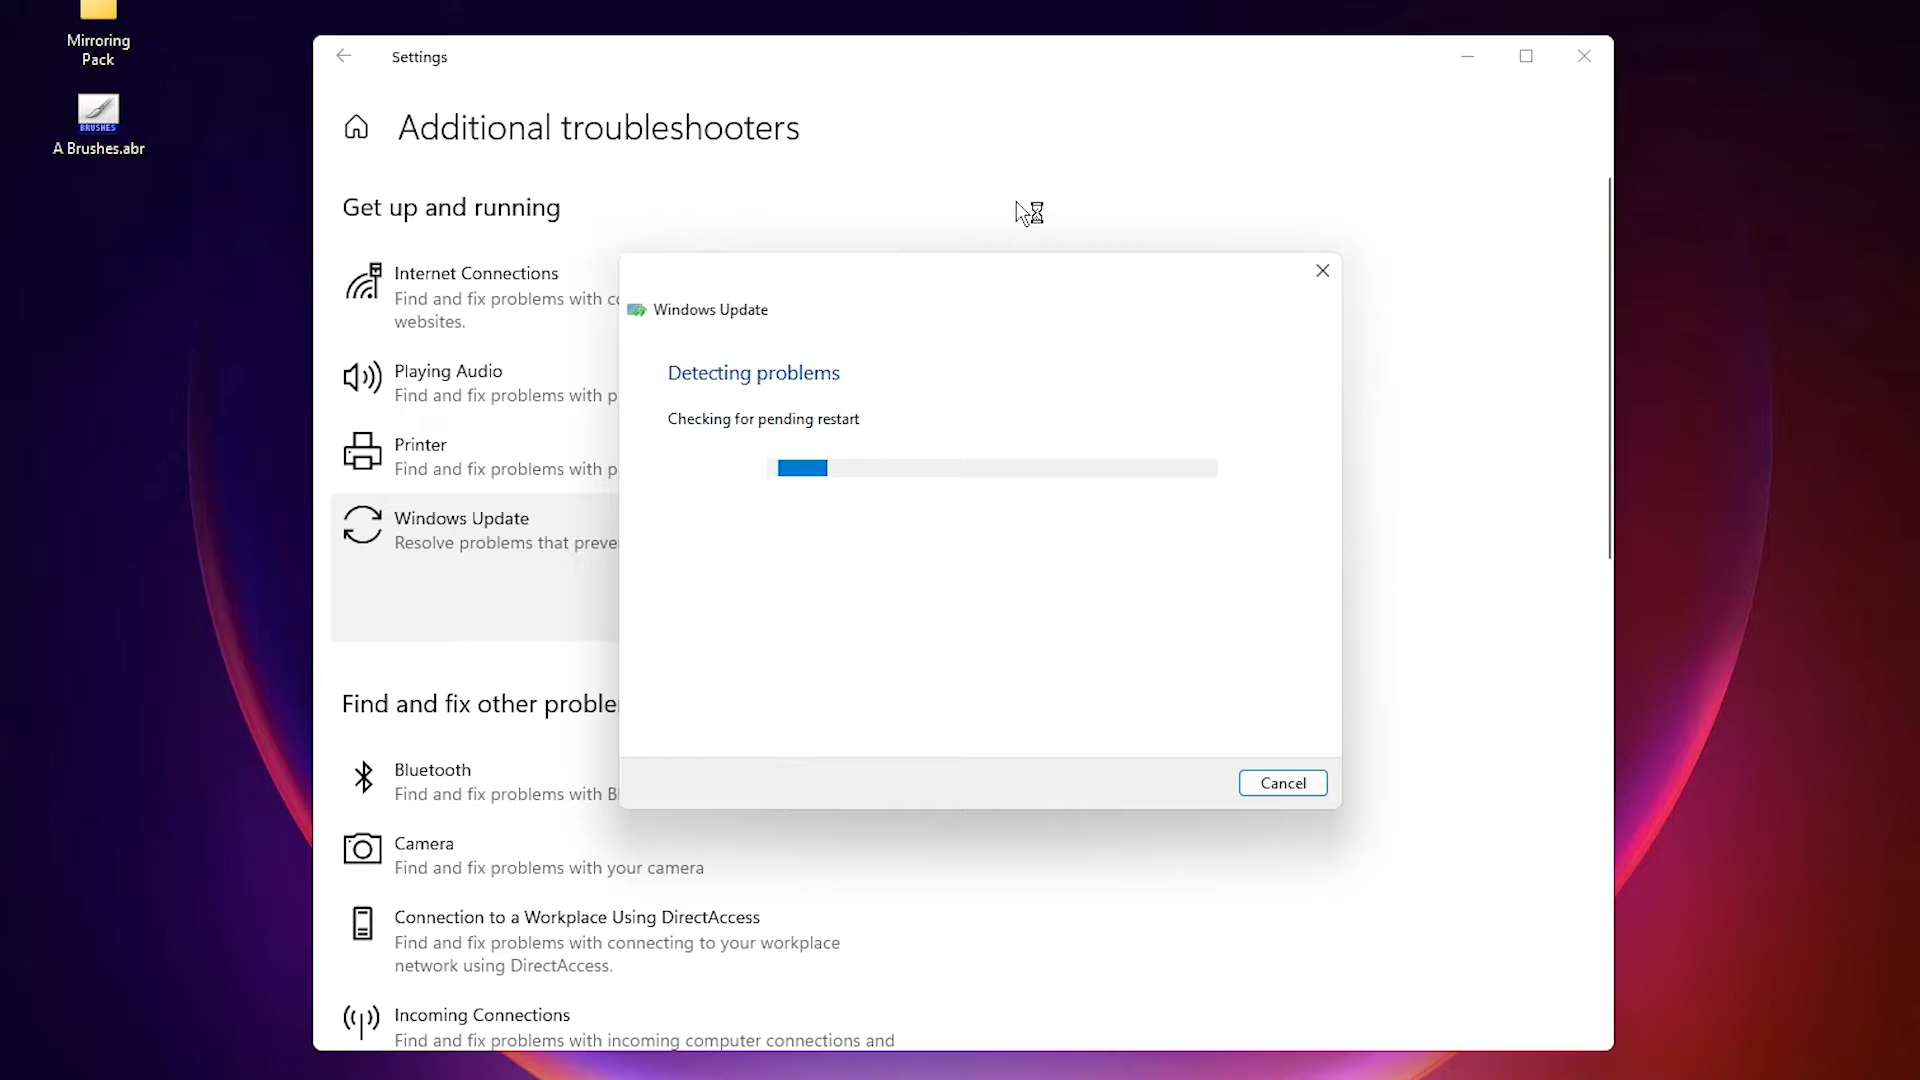 Mirroring
Pack
BRUSHES
A Brushes.abr
Settings
Additional troubleshooters
Get up and running
Internet Connections
Find and fix problems with
websites.
Playing Audio
Find and fix problems with p
Printer
Find and fix problems with p
Windows Update
Resolve problems that preve
Find and fix other proble
Bluetooth
Find and fix problems with B
Camera
Find and fix problems with your camera
Connection to a Workplace Using DirectAccess
Find and fix problems with connecting to your workplace
network using DirectAccess.
Incoming Connections
Find and fix problems with incoming computer connections and
Windows Update
Detecting problems
Checking for pending restart
Cancel